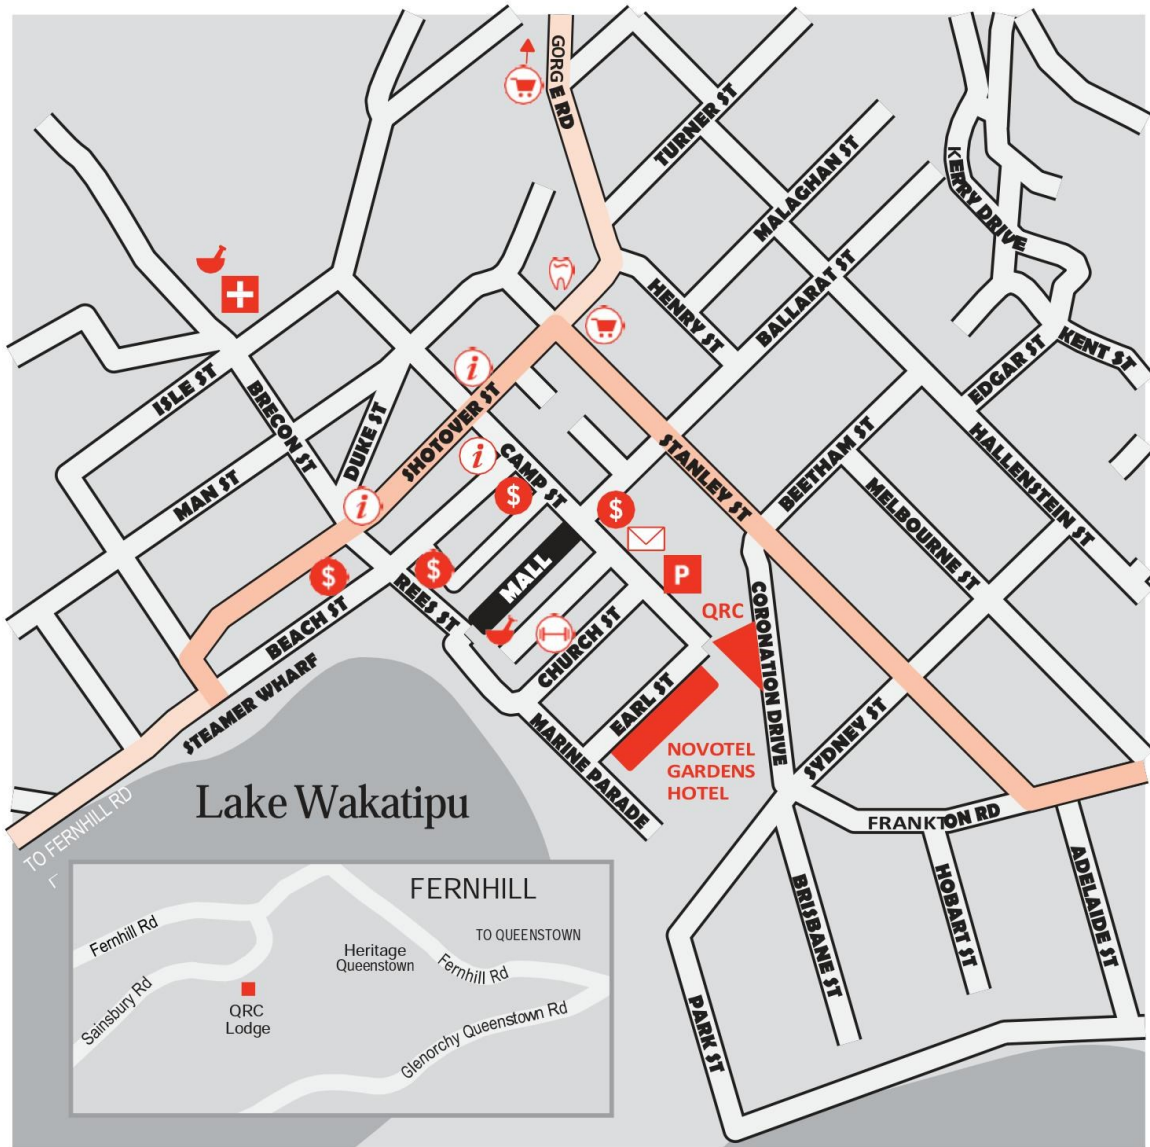 GORGE RD
TURNER ST
MALAGHAN ST
KERRY DRIVE
HENRY ST
BALLARAT ST
KENT ST
EDGAR ST
ISLE ST
BRECON ST
DUKE ST
SHOTOVER ST
MAN ST
i
i
i
CAMP ST
STANLEY ST
BEETHAM ST
HALLENSTEIN ST
MELBOURNE ST
$
$
$
$
MALL
P
QRC
REES ST
BEACH ST
STEAMER WHARF
CHURCH ST
EARL ST
MARINE PARADE
CORONATION DRIVE
SYDNEY ST
NOVOTEL
GARDENS
HOTEL
Lake Wakatipu
TO FERNHILL RD
FRANKTON RD
BRISBANE ST
HOBART ST
ADELAIDE ST
PARK ST
FERNHILL
TO QUEENSTOWN
Fernhill Rd
Heritage
Queenstown
Fernhill Rd
Sainsbury Rd
QRC
Lodge
Glenorchy Queenstown Rd